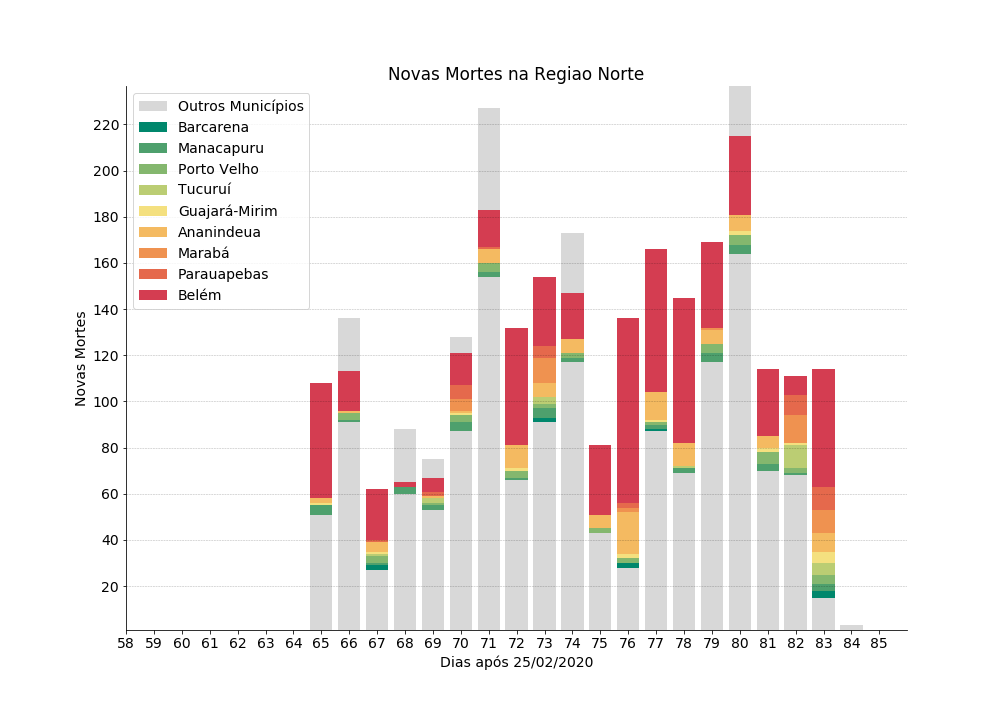 Novas Mortes na Regiao Norte
Outros Municípios
Barcarena
Manacapuru
Porto Velho
Tucuruí
Guajará-Mirim
Ananindeua
Marabá
Parauapebas
Belém
220
200
180
160
140
120
100
80
60
40
20
Novas Mortes
58 59 60 61 62 63 64 65 66 67 68 69 70 71 72 73 74 75 76 77 78 79 80 81 82 83 84 85
Dias após 25/02/2020